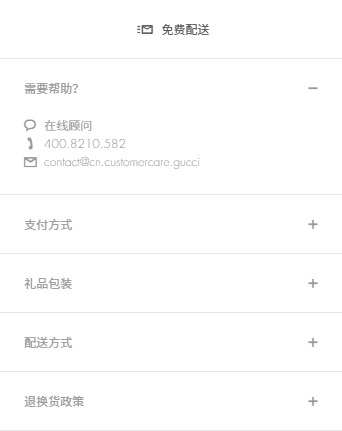 免费配送
需要帮助?
在线顾问
400.8210.582
contact@cn.customercare.gucci
支付方式
礼品包装
配送方式
退换货政策